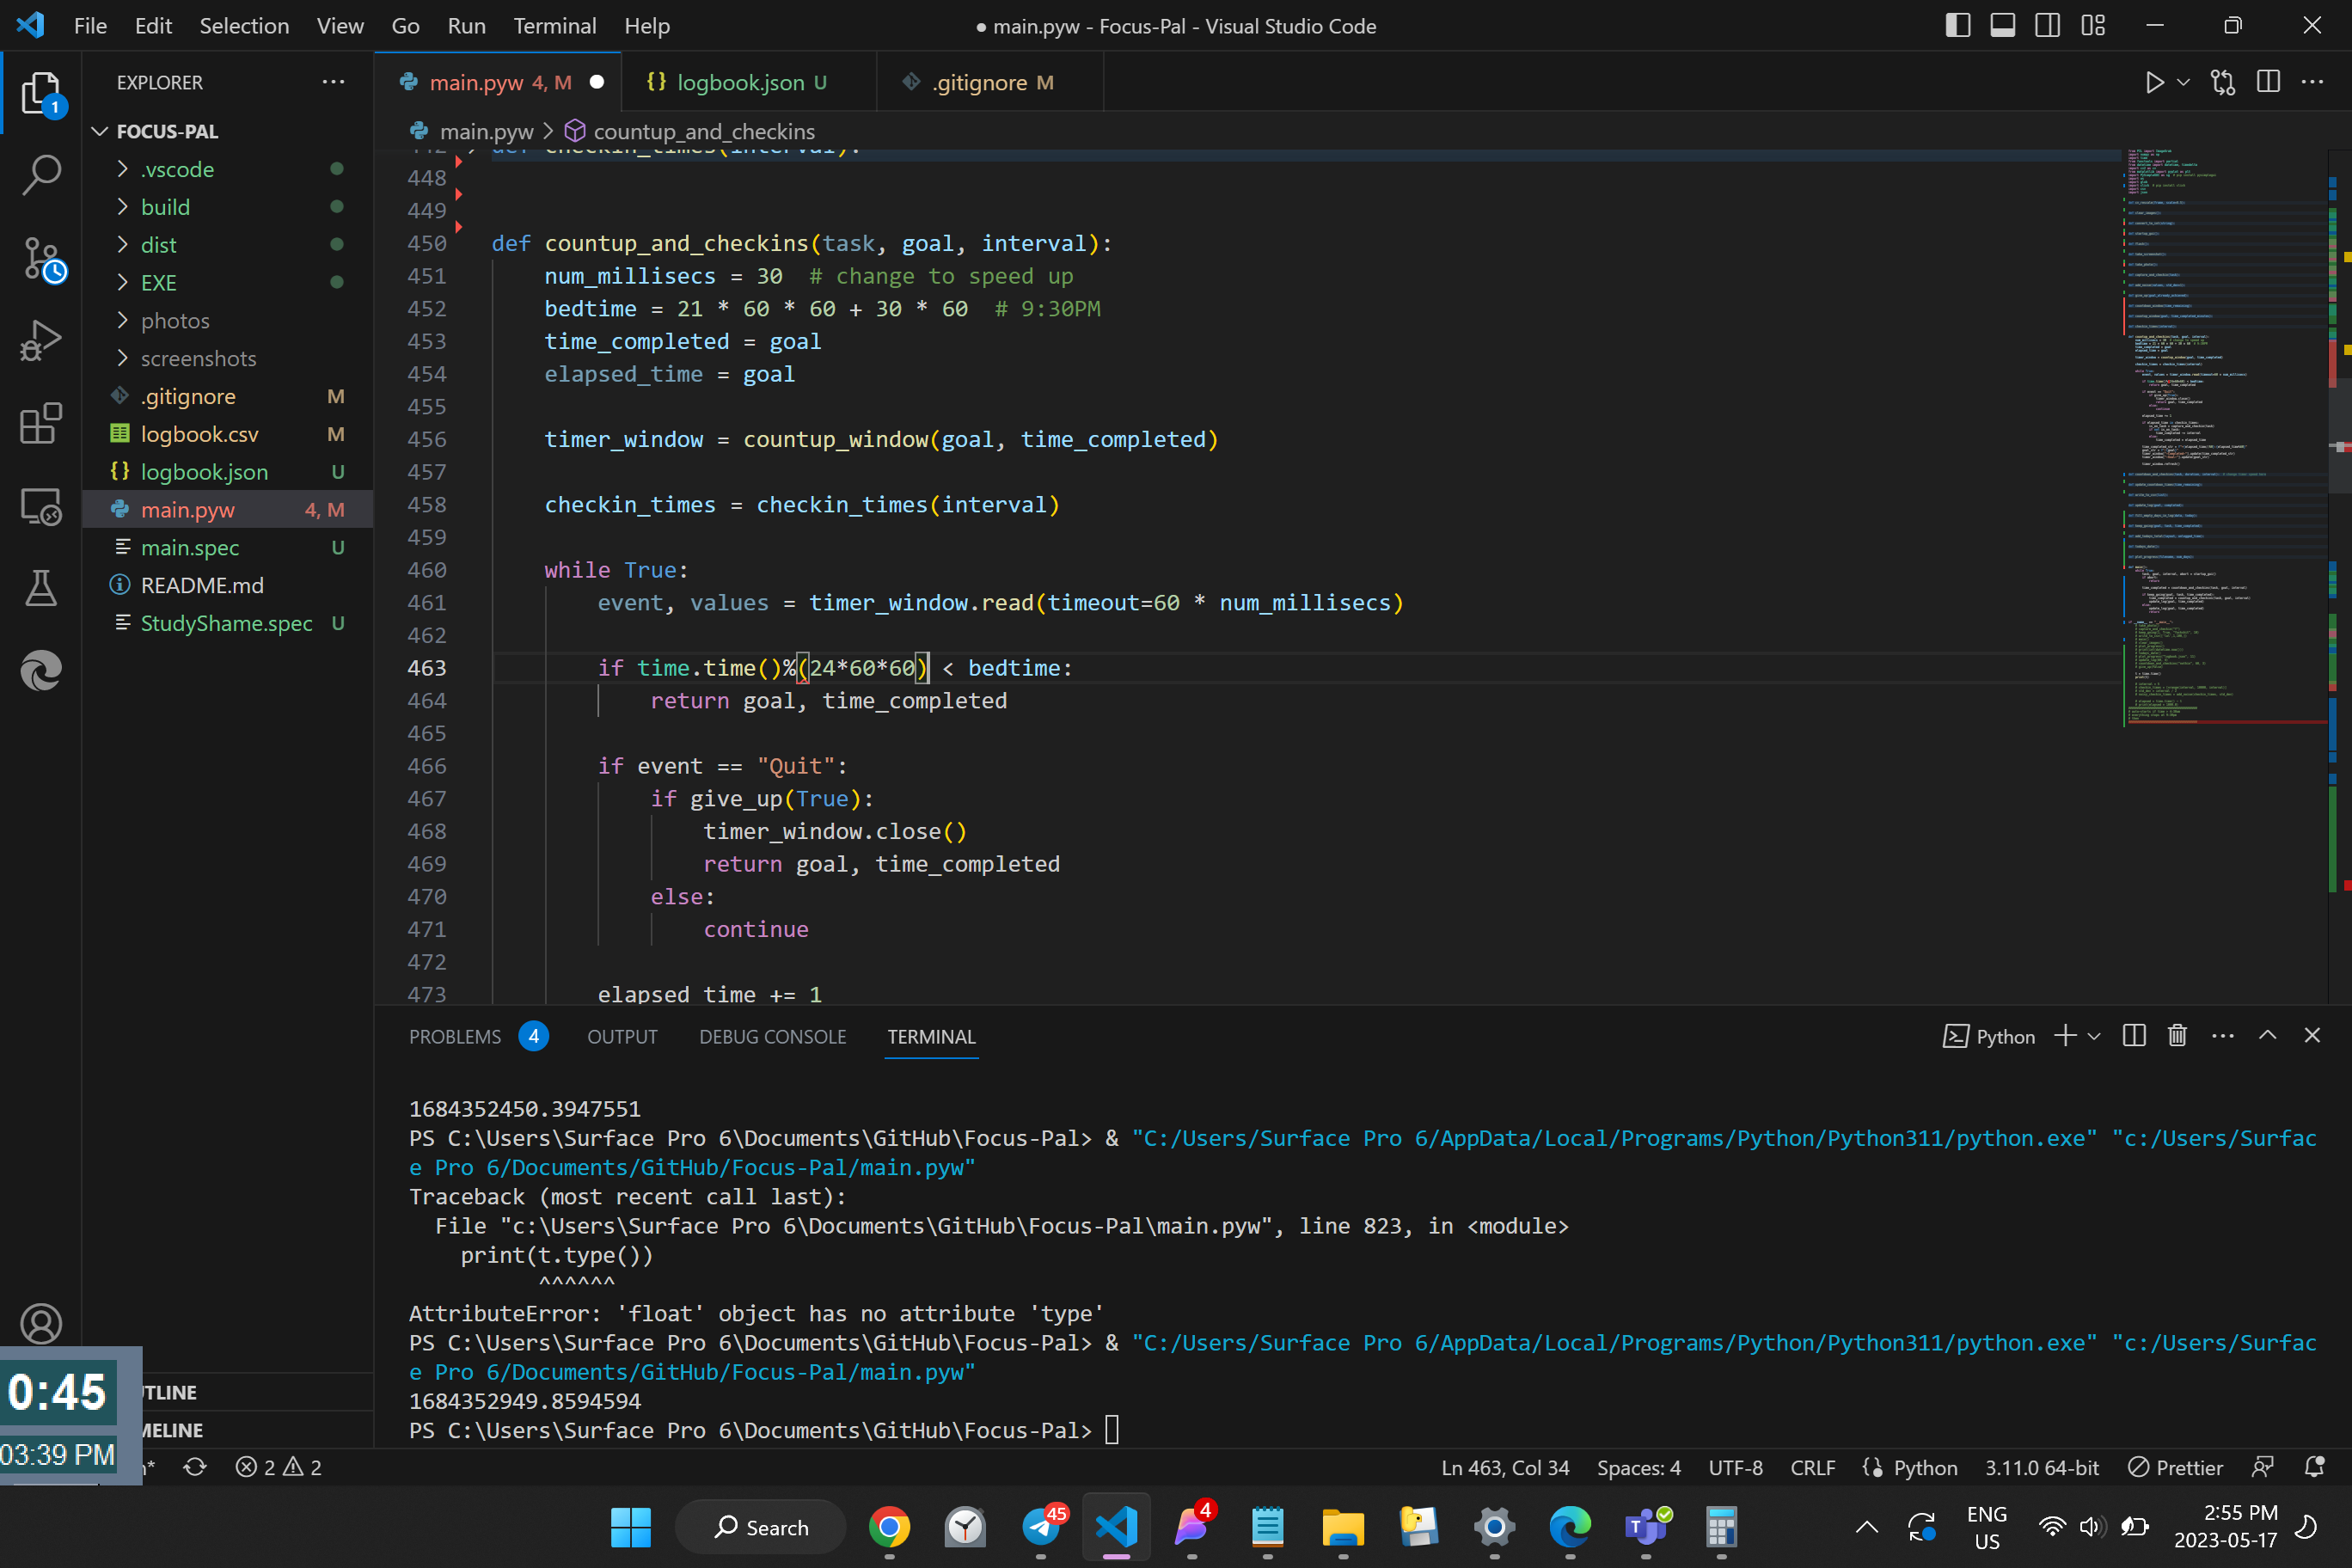 File Edit Selection View Go Run Terminal Help
● main.pyw - Focus-Pal - Visual Studio Code
EXPLORER
main.pyw 4, M
logbook.json U
.gitignore M
1
FOCUS-PAL
main.pyw > countup_and_checkins
.vscode
build
dist
EXE
photos
screenshots
.gitignore M
logbook.csv M
logbook.json U
main.pyw 4, M
main.spec U
README.md
StudyShame.spec U
442 def checkin_times(interval):
448
449
450 def countup_and_checkins(task, goal, interval):
451 num_millisecs = 30 # change to speed up
452 bedtime = 21 * 60 * 60 + 30 * 60 # 9:30PM
453 time_completed = goal
454 elapsed_time = goal
455
456 timer_window = countup_window(goal, time_completed)
457
458 checkin_times = checkin_times(interval)
459
460 while True:
461 event, values = timer_window.read(timeout=60 * num_millisecs)
462
463 if time.time()%(24*60*60) < bedtime:
464 return goal, time_completed
465
466 if event == "Quit":
467 if give_up(True):
468 timer_window.close()
469 return goal, time_completed
470 else:
471 continue
472
473 elapsed_time += 1
PROBLEMS 4 OUTPUT DEBUG CONSOLE TERMINAL
Python
1684352450.3947551
PS C:\Users\Surface Pro 6\Documents\GitHub\Focus-Pal> & "C:/Users/Surface Pro 6/AppData/Local/Programs/Python/Python311/python.exe" "c:/Users/Surfac
e Pro 6/Documents/GitHub/Focus-Pal/main.pyw"
Traceback (most recent call last):
File "c:\Users\Surface Pro 6\Documents\GitHub\Focus-Pal\main.pyw", line 823, in <module>
print(t.type())
^^^^^^
AttributeError: 'float' object has no attribute 'type'
PS C:\Users\Surface Pro 6\Documents\GitHub\Focus-Pal> & "C:/Users/Surface Pro 6/AppData/Local/Programs/Python/Python311/python.exe" "c:/Users/Surfac
e Pro 6/Documents/GitHub/Focus-Pal/main.pyw"
1684352949.8594594
PS C:\Users\Surface Pro 6\Documents\GitHub\Focus-Pal>
0:45
03:39 PM
TLINE
MELINE
2 2
Ln 463, Col 34 Spaces: 4 UTF-8 CRLF Python 3.11.0 64-bit Prettier
Search
45
4
ENG
US
2:55 PM
2023-05-17